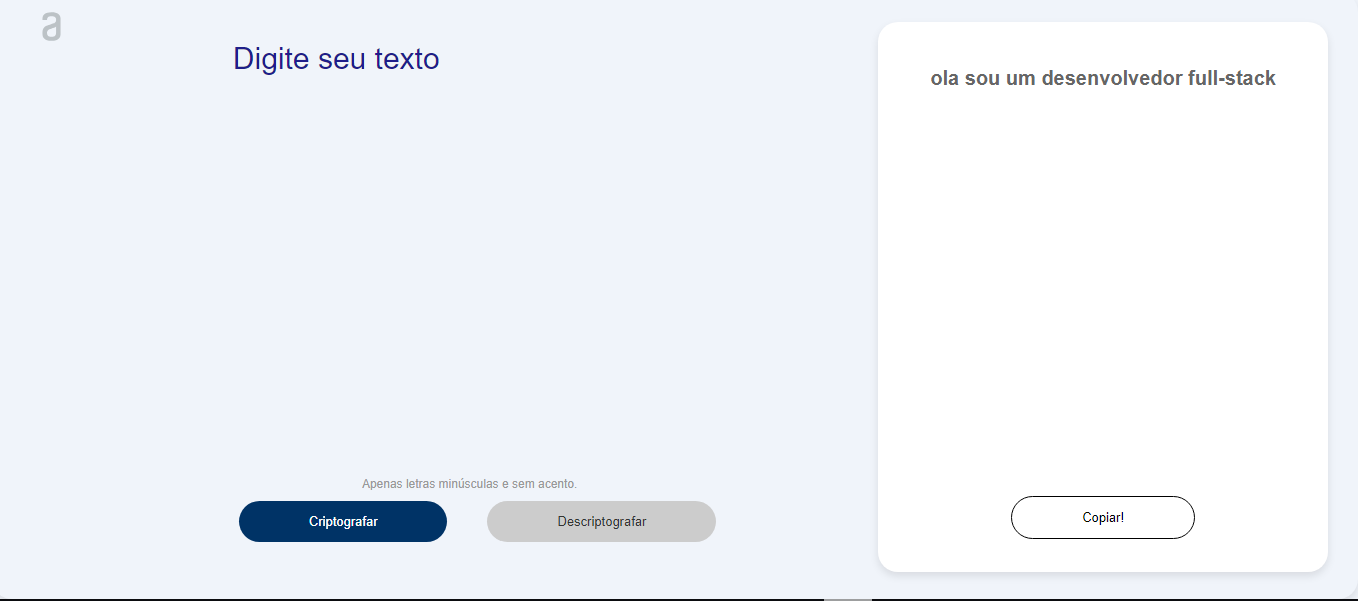 a
Digite seu texto
Apenas letras minúsculas e sem acento.
Criptografar
Descriptografar
ola sou um desenvolvedor full-stack
Copiar!